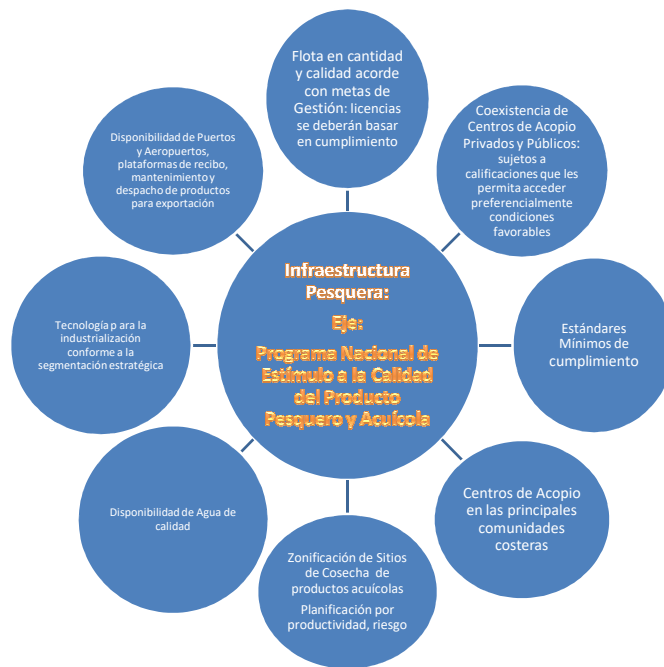 Flota en cantidad
y calidad acorde
con metas de
Gestión: licencias
se deberán basar
en cumplimiento
Coexistencia de
Centros de Acopio
Privados y Públicos:
sujetos a
calificaciones que les
permita acceder
preferencialmente
condiciones
favorables
Estándares
Mínimos de
cumplimiento
Centros de Acopio
en las principales
comunidades
costeras
Zonificación de Sitios
de Cosecha de
productos acuícolas
Planificación por
productividad, riesgo
Disponibilidad de Agua de
calidad
Tecnología p ara la
industrialización
conforme a la
segmentación estratégica
Disponibilidad de Puertos
y Aeropuertos,
plataformas de recibo,
mantenimiento y
despacho de productos
para exportación
Infraestructura
Pesquera:
Eje:
Programa Nacional de
Estímulo a la Calidad
del Producto
Pesquero y Acuícola